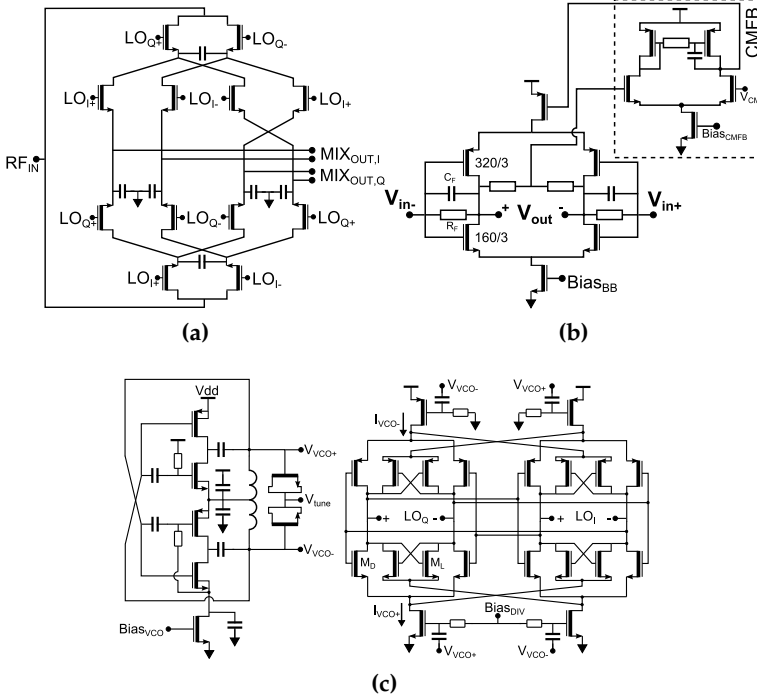 LO_Q+
LO_Q-
LO_I+
LO_I-
LO_I+
RF_IN
MIX_OUT,I
MIX_OUT,Q
LO_Q+
LO_Q-
LO_Q+
LO_I+
LO_I-
(a)
CMFB
V_CM
Bias_CMFB
320/3
C_F
V_in-
+
V_out
-
V_in+
R_F
160/3
Bias_BB
(b)
Vdd
V_VCO+
V_tune
V_VCO-
Bias_VCO
V_VCO-
V_VCO+
I_VCO-
+ LO_Q -
+ LO_I -
M_D
M_L
I_VCO+
Bias_DIV
V_VCO+
V_VCO-
(c)